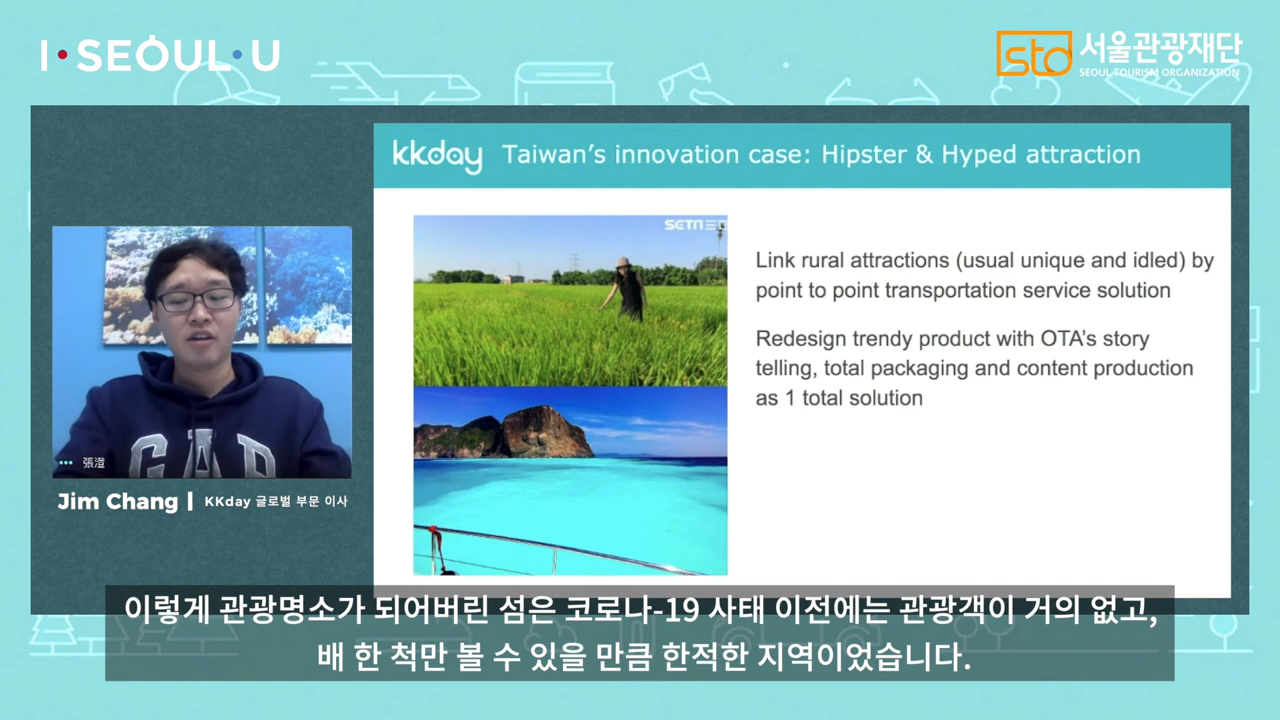 I·SEOUL·U
sto 서울관광재단
SEOUL TOURISM ORGANIZATION
kkday Taiwan’s innovation case: Hipster & Hyped attraction
SETN
Link rural attractions (usual unique and idled) by
point to point transportation service solution
Redesign trendy product with OTA’s story
telling, total packaging and content production
as 1 total solution
GAP
張澄
Jim Chang | KKday 글로벌 부문 이사
이렇게 관광명소가 되어버린 섬은 코로나-19 사태 이전에는 관광객이 거의 없고,
배 한 척만 볼 수 있을 만큼 한적한 지역이었습니다.